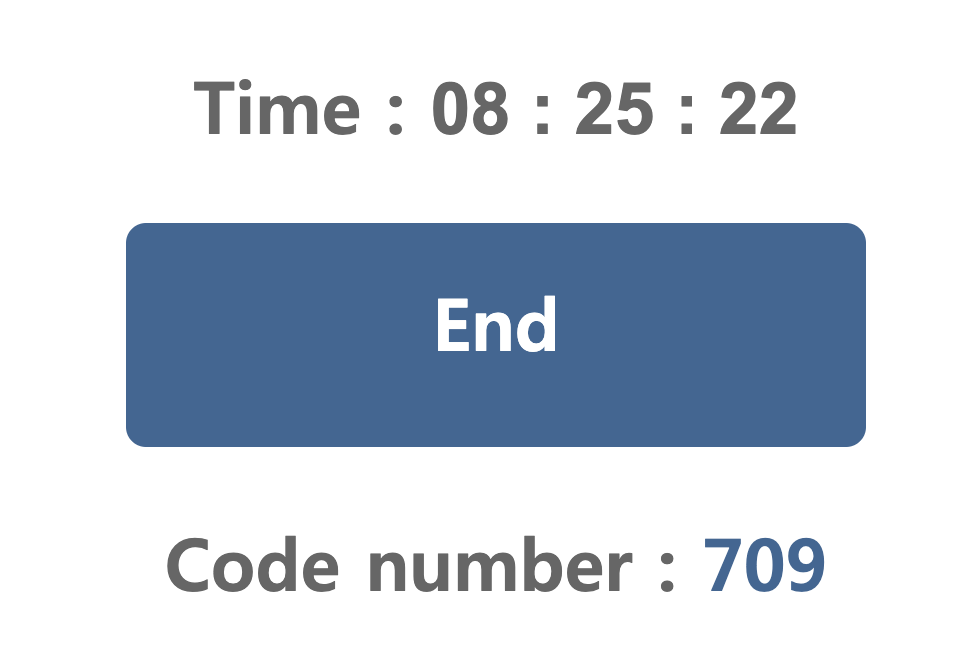 Time : 08 : 25 : 22
End
Code number : 709